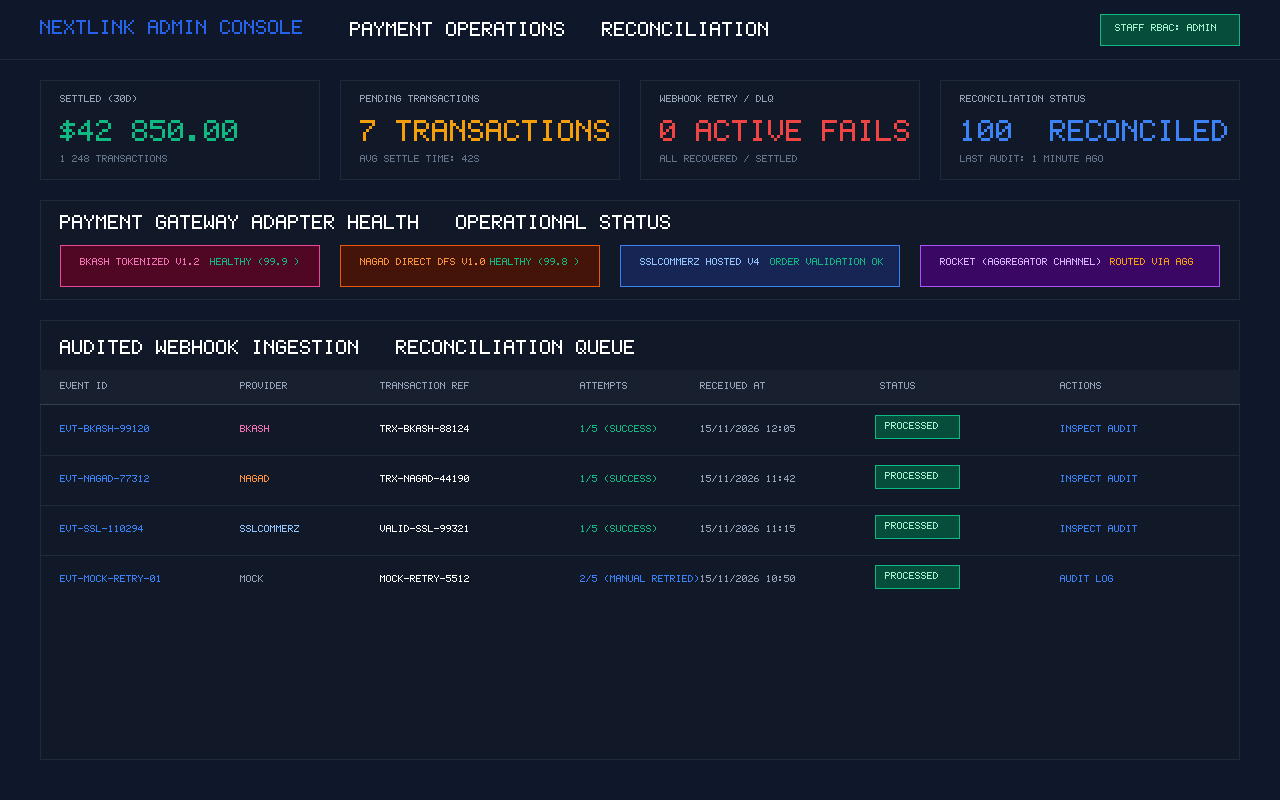 NEXTLINK ADMIN CONSOLE PAYMENT OPERATIONS RECONCILIATION STAFF RBAC: ADMIN
SETTLED (30D)
$42 850.00
1 248 TRANSACTIONS
PENDING TRANSACTIONS
7 TRANSACTIONS
AVG SETTLE TIME: 42S
WEBHOOK RETRY / DLQ
0 ACTIVE FAILS
ALL RECOVERED / SETTLED
RECONCILIATION STATUS
100 RECONCILED
LAST AUDIT: 1 MINUTE AGO
PAYMENT GATEWAY ADAPTER HEALTH OPERATIONAL STATUS
BKASH TOKENIZED V1.2 HEALTHY (99.9 )
NAGAD DIRECT DFS V1.0 HEALTHY (99.8 )
SSLCOMMERZ HOSTED V4 ORDER VALIDATION OK
ROCKET (AGGREGATOR CHANNEL) ROUTED VIA AGG
AUDITED WEBHOOK INGESTION RECONCILIATION QUEUE
EVENT ID PROVIDER TRANSACTION REF ATTEMPTS RECEIVED AT STATUS ACTIONS
EVT-BKASH-99120 BKASH TRX-BKASH-88124 1/5 (SUCCESS) 15/11/2026 12:05 PROCESSED INSPECT AUDIT
EVT-NAGAD-77312 NAGAD TRX-NAGAD-44190 1/5 (SUCCESS) 15/11/2026 11:42 PROCESSED INSPECT AUDIT
EVT-SSL-110294 SSLCOMMERZ VALID-SSL-99321 1/5 (SUCCESS) 15/11/2026 11:15 PROCESSED INSPECT AUDIT
EVT-MOCK-RETRY-01 MOCK MOCK-RETRY-5512 2/5 (MANUAL RETRIED) 15/11/2026 10:50 PROCESSED AUDIT LOG